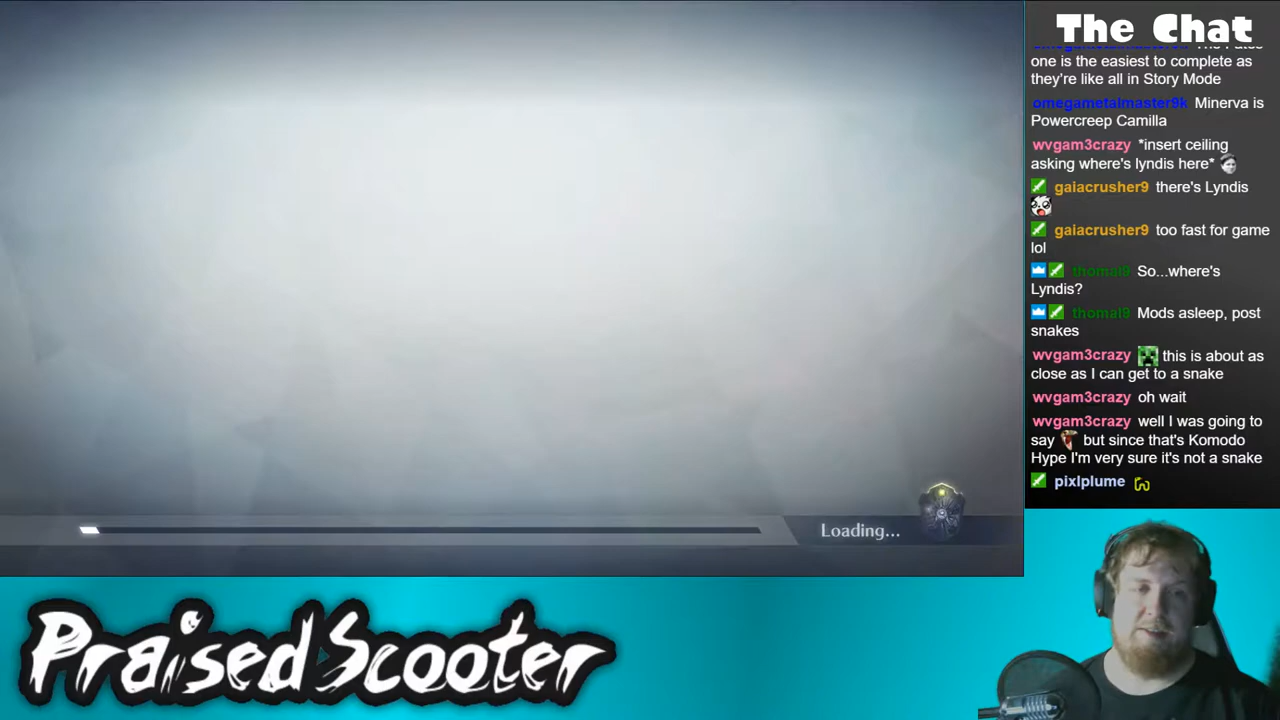 The Chat
one is the easiest to complete as
they're like all in Story Mode
omegametalmaster9k Minerva is
Powercreep Camilla
wvgam3crazy *insert ceiling
asking where's lyndis here*
gaiacrusher9 there's Lyndis
gaiacrusher9 too fast for game
lol
thomal9 So...where's
Lyndis?
thomal9 Mods asleep, post
snakes
wvgam3crazy this is about as
close as I can get to a snake
wvgam3crazy oh wait
wvgam3crazy well I was going to
say but since that's Komodo
Hype I'm very sure it's not a snake
pixlplume
Loading...
PraisedScooter